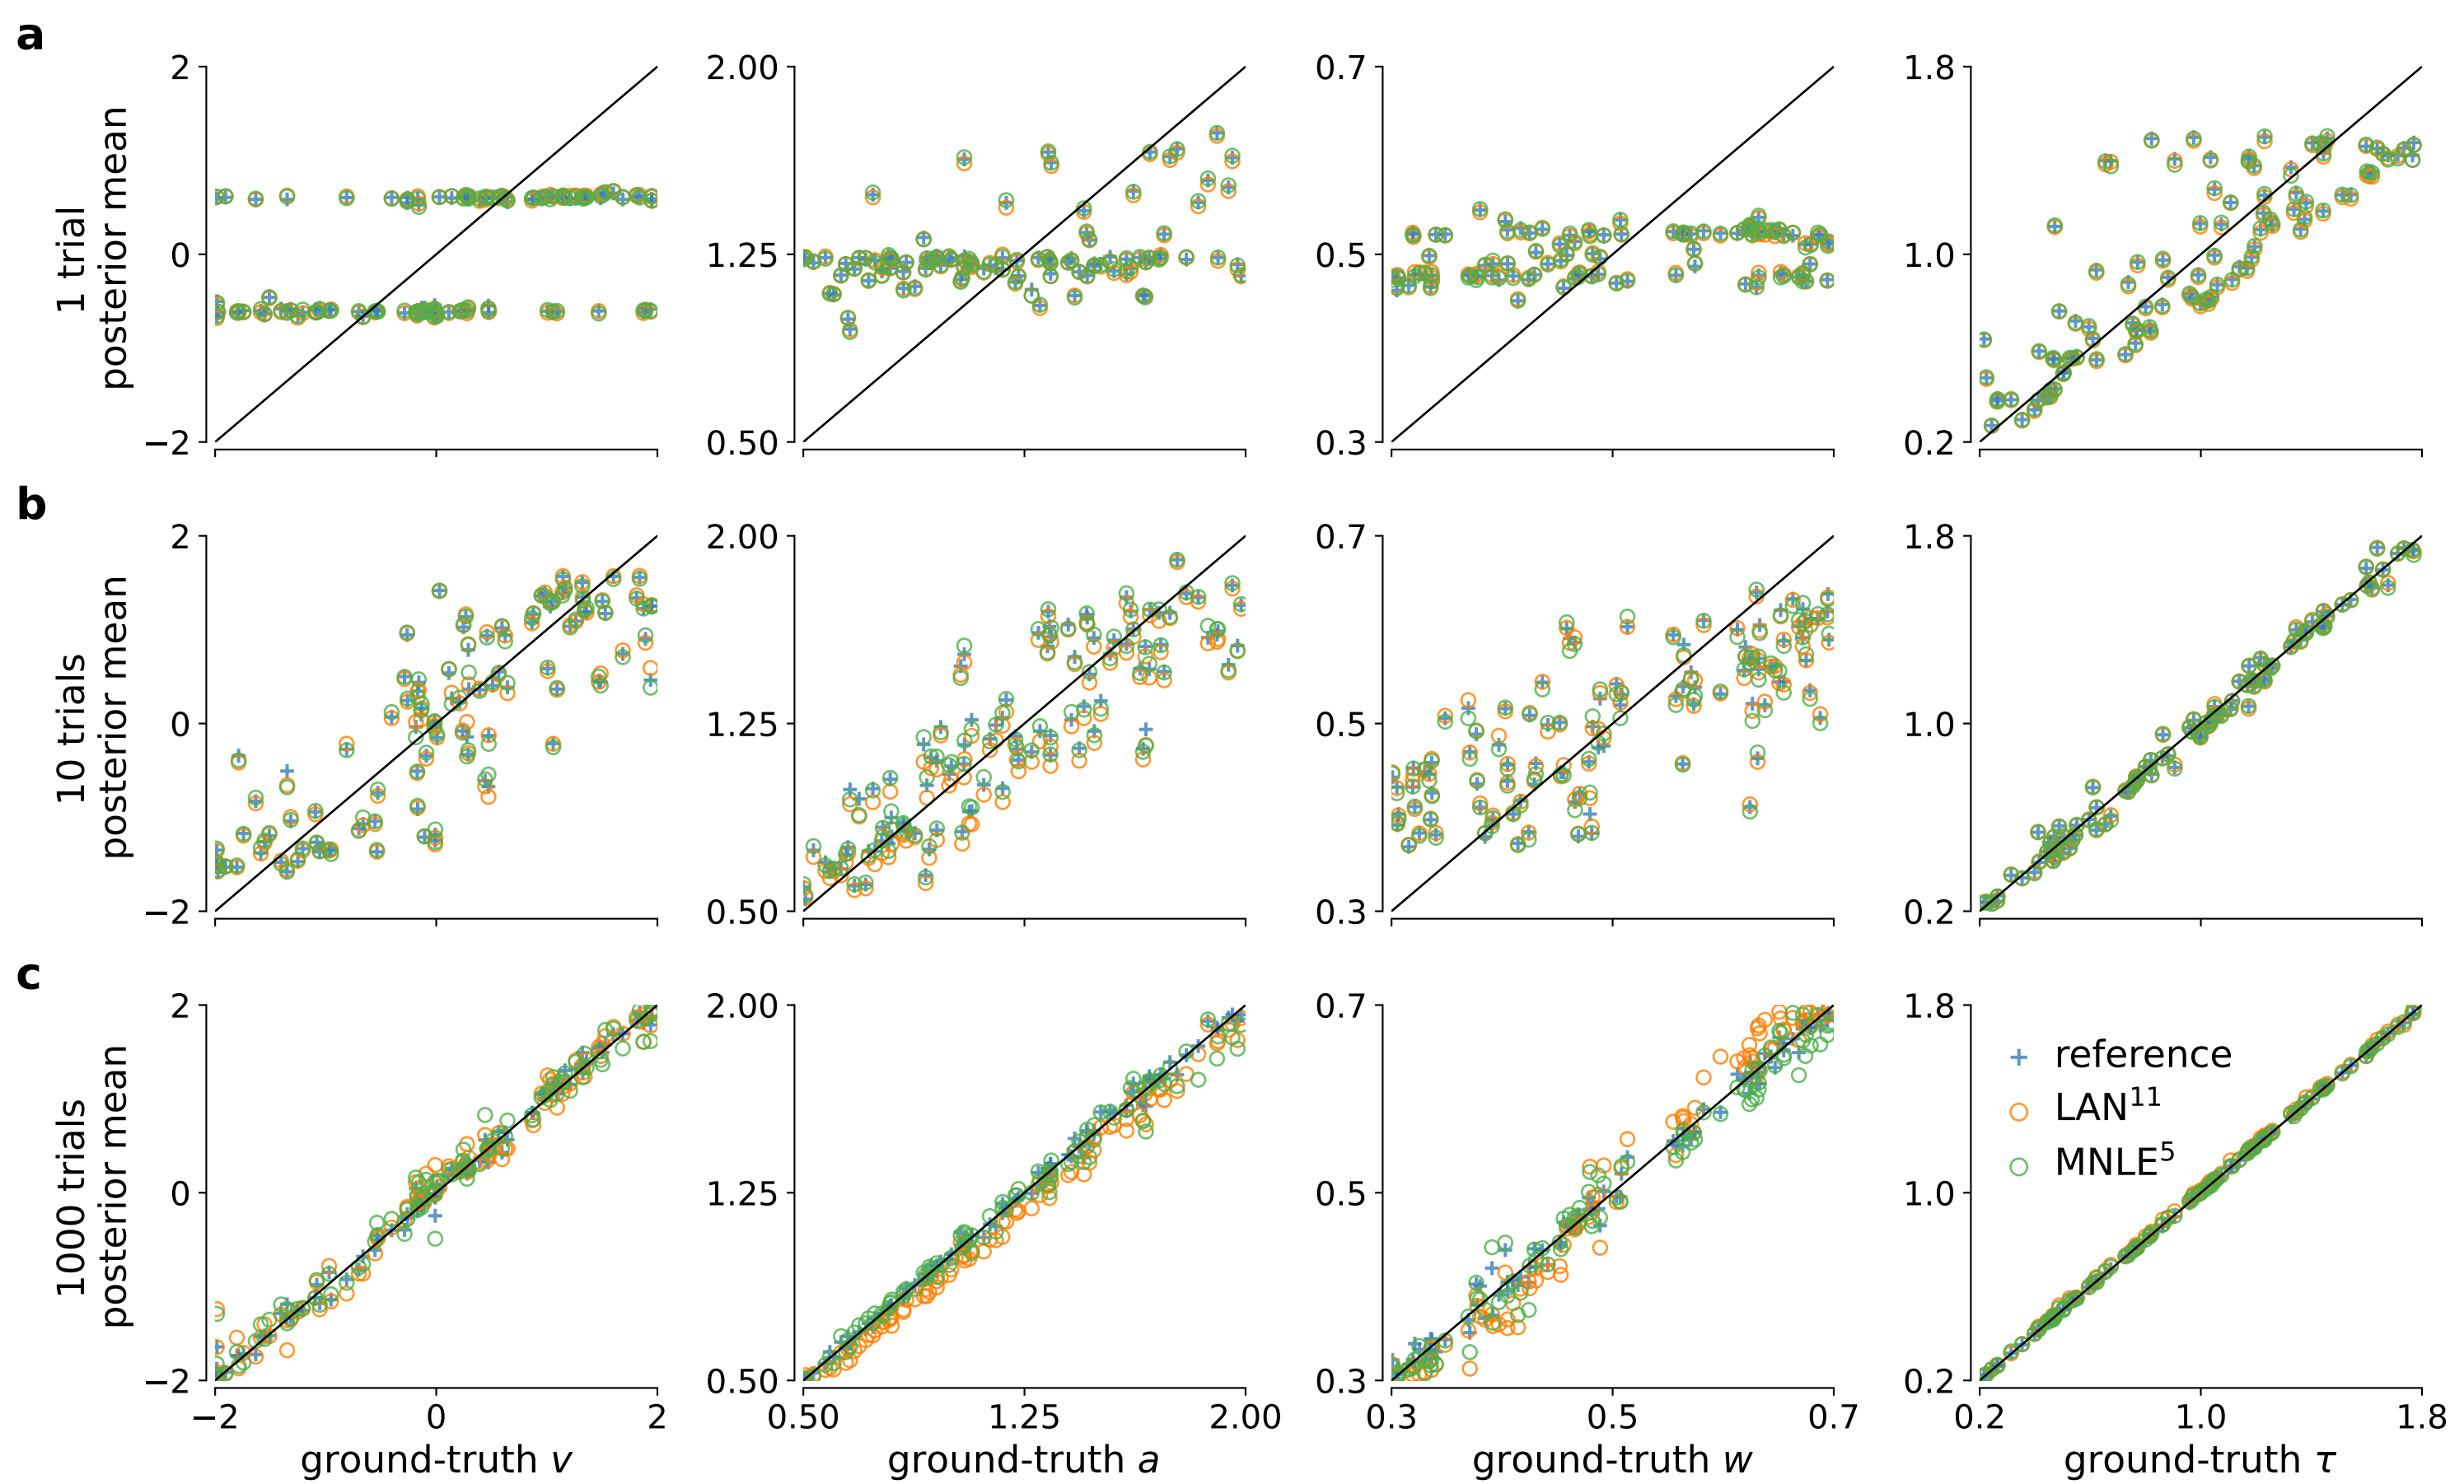 a
1 trial
posterior mean
2
0
−2
2.00
1.25
0.50
0.7
0.5
0.3
1.8
1.0
0.2
b
10 trials
posterior mean
2
0
−2
2.00
1.25
0.50
0.7
0.5
0.3
1.8
1.0
0.2
c
1000 trials
posterior mean
2
0
−2
2.00
1.25
0.50
0.7
0.5
0.3
1.8
1.0
0.2
reference
LAN11
MNLE5
−2 0 2
0.50 1.25 2.00
0.3 0.5 0.7
0.2 1.0 1.8
ground-truth v
ground-truth a
ground-truth w
ground-truth τ